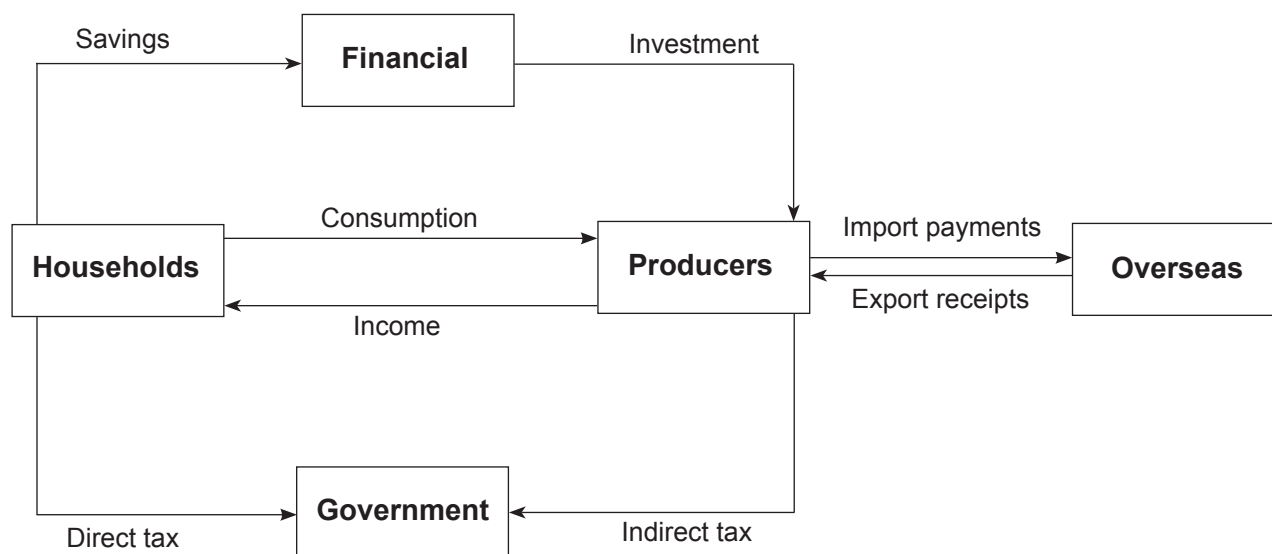 Savings
Financial
Investment
Consumption
Import payments
Households
Producers
Overseas
Export receipts
Income
Government
Direct tax
Indirect tax